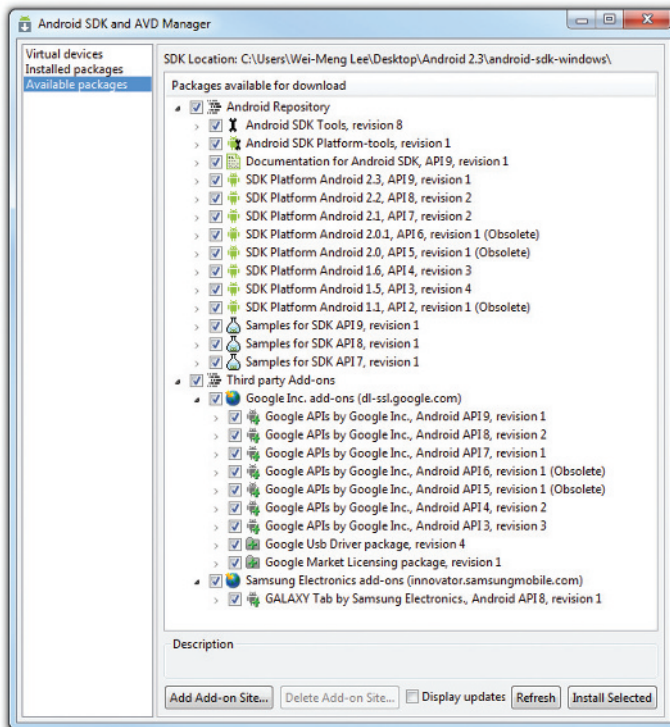 Android SDK and AVD Manager
Virtual devices
Installed packages
Available packages
SDK Location: C:\Users\Wei-Meng Lee\Desktop\Android 2.3\android-sdk-windows\
Packages available for download
Android Repository
Android SDK Tools, revision 8
Android SDK Platform-tools, revision 1
Documentation for Android SDK, API 9, revision 1
SDK Platform Android 2.3, API 9, revision 1
SDK Platform Android 2.2, API 8, revision 2
SDK Platform Android 2.1, API 7, revision 2
SDK Platform Android 2.0.1, API 6, revision 1 (Obsolete)
SDK Platform Android 2.0, API 5, revision 1 (Obsolete)
SDK Platform Android 1.6, API 4, revision 3
SDK Platform Android 1.5, API 3, revision 4
SDK Platform Android 1.1, API 2, revision 1 (Obsolete)
Samples for SDK API 9, revision 1
Samples for SDK API 8, revision 1
Samples for SDK API 7, revision 1
Third party Add-ons
Google Inc. add-ons (dl-ssl.google.com)
Google APIs by Google Inc., Android API 9, revision 1
Google APIs by Google Inc., Android API 8, revision 2
Google APIs by Google Inc., Android API 7, revision 1
Google APIs by Google Inc., Android API 6, revision 1 (Obsolete)
Google APIs by Google Inc., Android API 5, revision 1 (Obsolete)
Google APIs by Google Inc., Android API 4, revision 2
Google APIs by Google Inc., Android API 3, revision 3
Google Usb Driver package, revision 4
Google Market Licensing package, revision 1
Samsung Electronics add-ons (innovator.samsungmobile.com)
GALAXY Tab by Samsung Electronics., Android API 8, revision 1
Description
Add Add-on Site... Delete Add-on Site... Display updates Refresh Install Selected